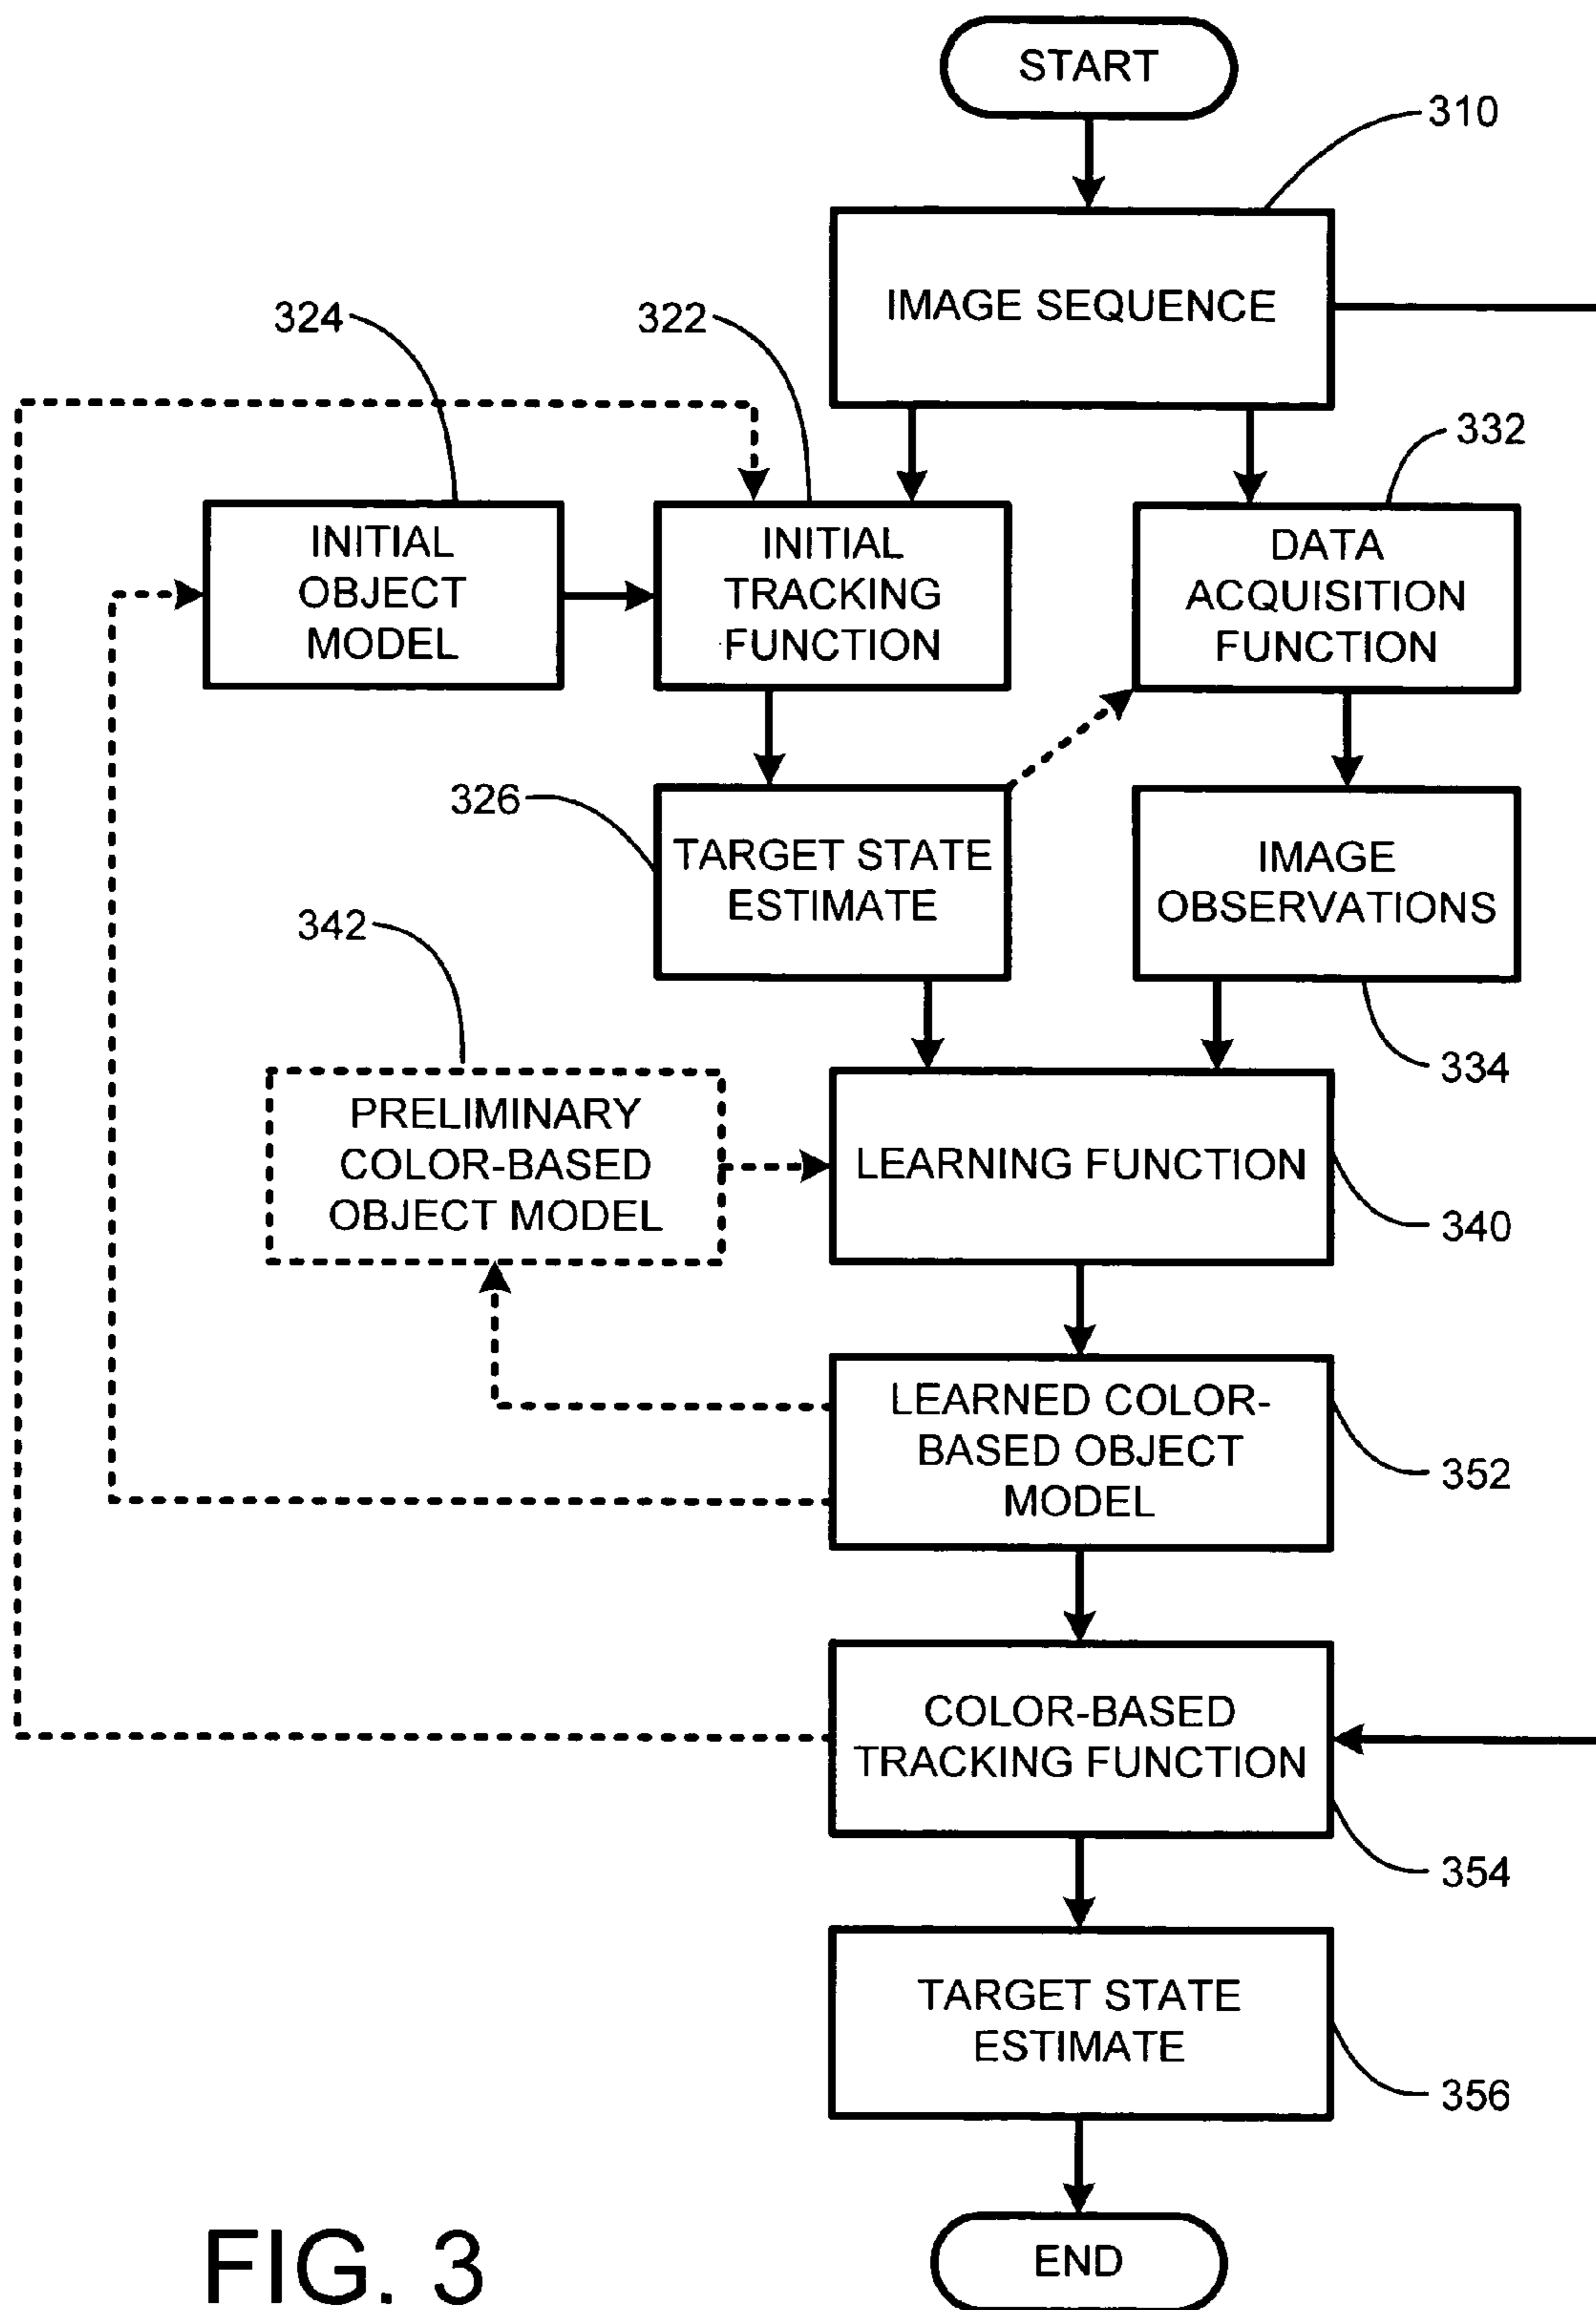 START
310
IMAGE SEQUENCE
324
322
332
INITIAL
OBJECT
MODEL
INITIAL
TRACKING
FUNCTION
DATA
ACQUISITION
FUNCTION
326
TARGET STATE
ESTIMATE
IMAGE
OBSERVATIONS
342
334
PRELIMINARY
COLOR-BASED
OBJECT MODEL
LEARNING FUNCTION
340
LEARNED COLOR-
BASED OBJECT
MODEL
352
COLOR-BASED
TRACKING FUNCTION
354
TARGET STATE
ESTIMATE
356
END
FIG. 3